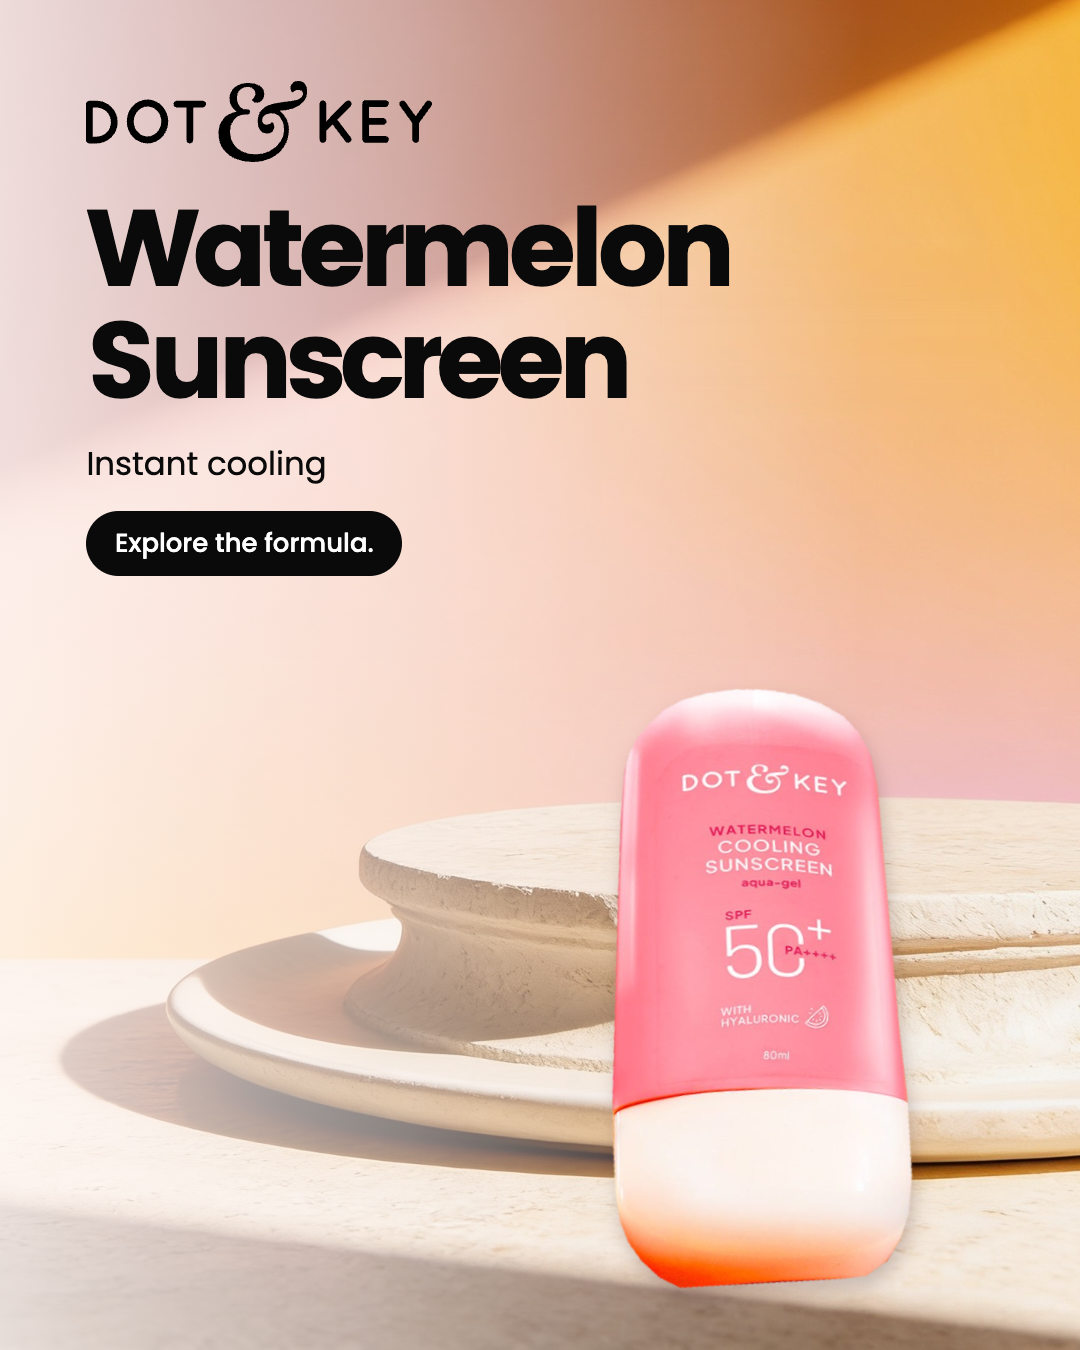 DOT & KEY
Watermelon
Sunscreen
Instant cooling
Explore the formula.
DOT & KEY
WATERMELON
COOLING
SUNSCREEN
aqua-gel
SPF
50+
PA++++
WITH
HYALURONIC
80ml